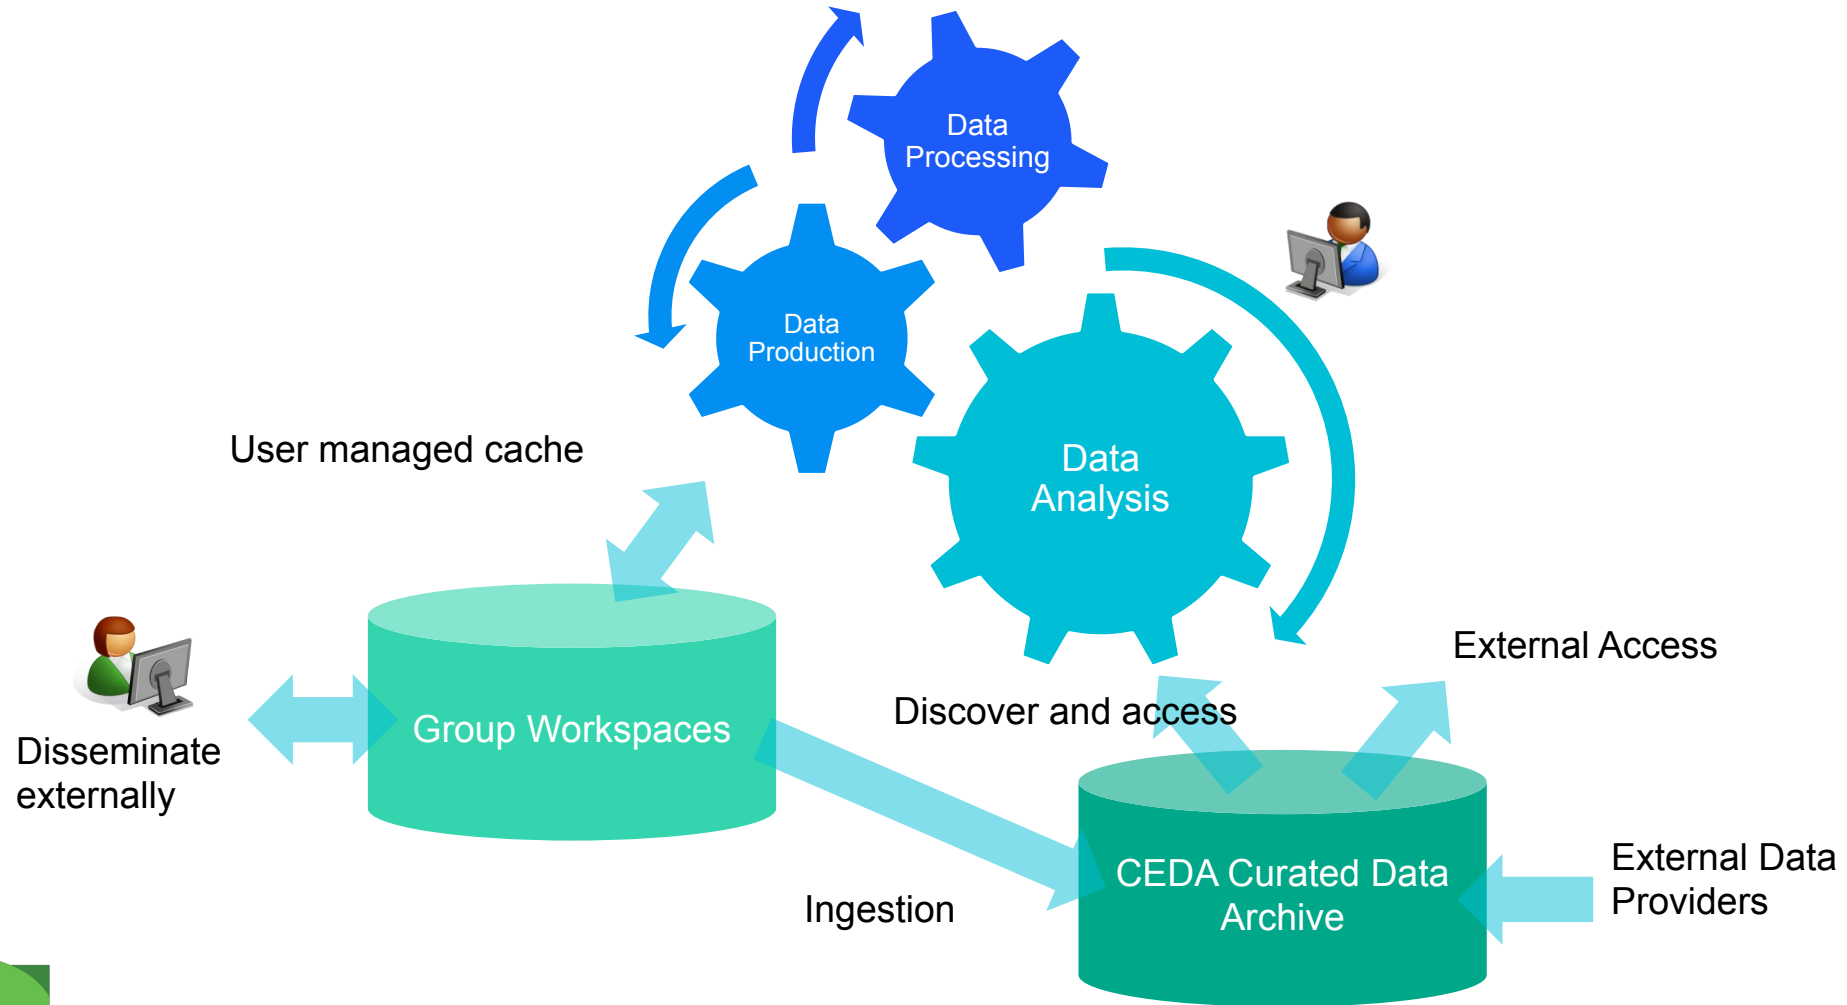 Data
Processing
Data
Production
User managed cache
Data
Analysis
External Access
Discover and access
Group Workspaces
Disseminate
externally
CEDA Curated Data
Archive
External Data
Providers
Ingestion